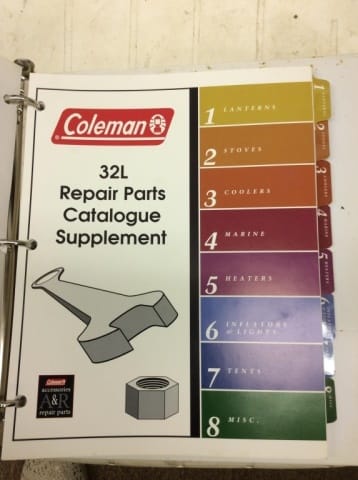 Coleman
32L
Repair Parts
Catalogue
Supplement
Coleman
accessories
A&R
repair parts
1 LANTERNS
2 STOVES
3 COOLERS
4 MARINE
5 HEATERS
6 INFLATORS
& LIGHTS
7 TENTS
8 MISC.